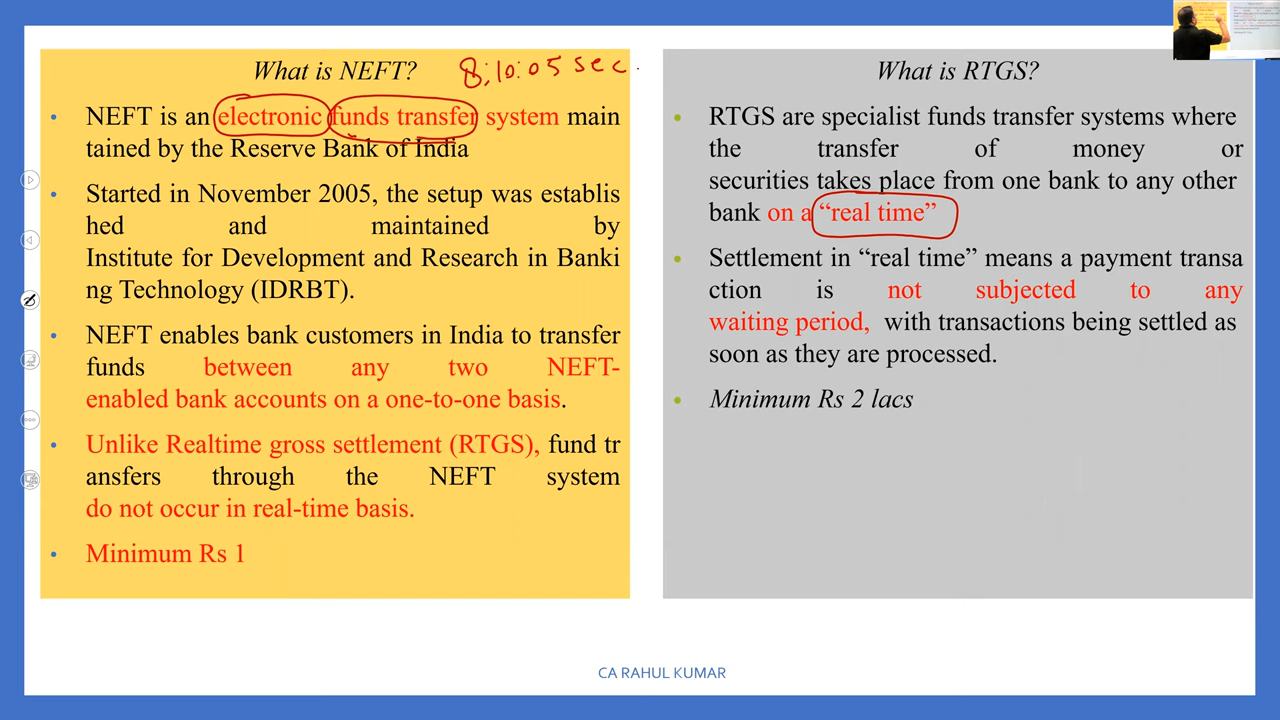 What is NEFT?
8:10:05 sec
NEFT is an electronic funds transfer system main
tained by the Reserve Bank of India
Started in November 2005, the setup was establis
hed and maintained by
Institute for Development and Research in Banki
ng Technology (IDRBT).
NEFT enables bank customers in India to transfer
funds between any two NEFT-
enabled bank accounts on a one-to-one basis.
Unlike Realtime gross settlement (RTGS), fund tr
ansfers through the NEFT system
do not occur in real-time basis.
Minimum Rs 1
What is RTGS?
RTGS are specialist funds transfer systems where
the transfer of money or
securities takes place from one bank to any other
bank on a “real time”
Settlement in “real time” means a payment transa
ction is not subjected to any
waiting period, with transactions being settled as
soon as they are processed.
Minimum Rs 2 lacs
CA RAHUL KUMAR